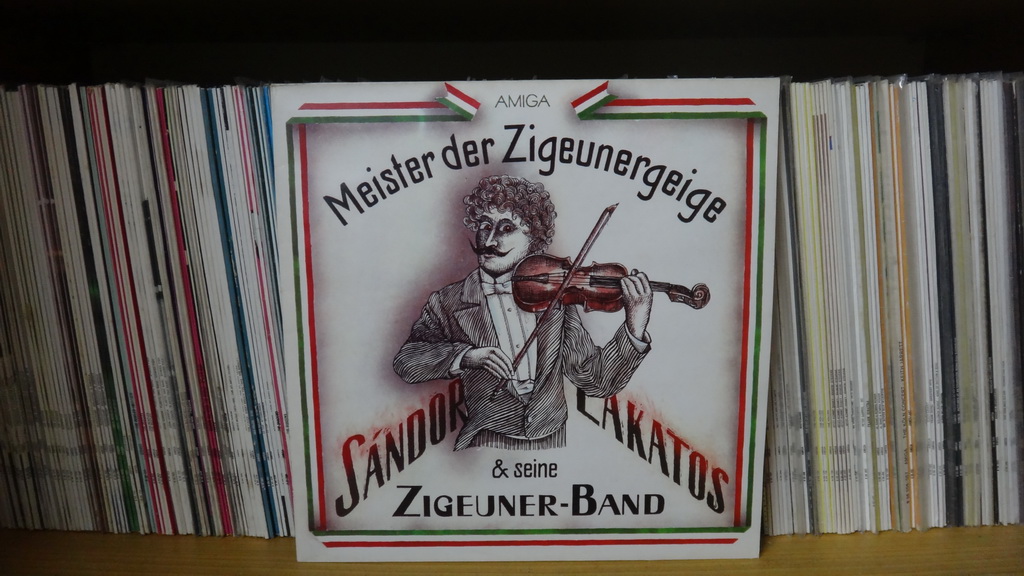 AMIGA
Meister der Zigeunergeige
SÁNDOR LAKATOS
& seine
ZIGEUNER-BAND